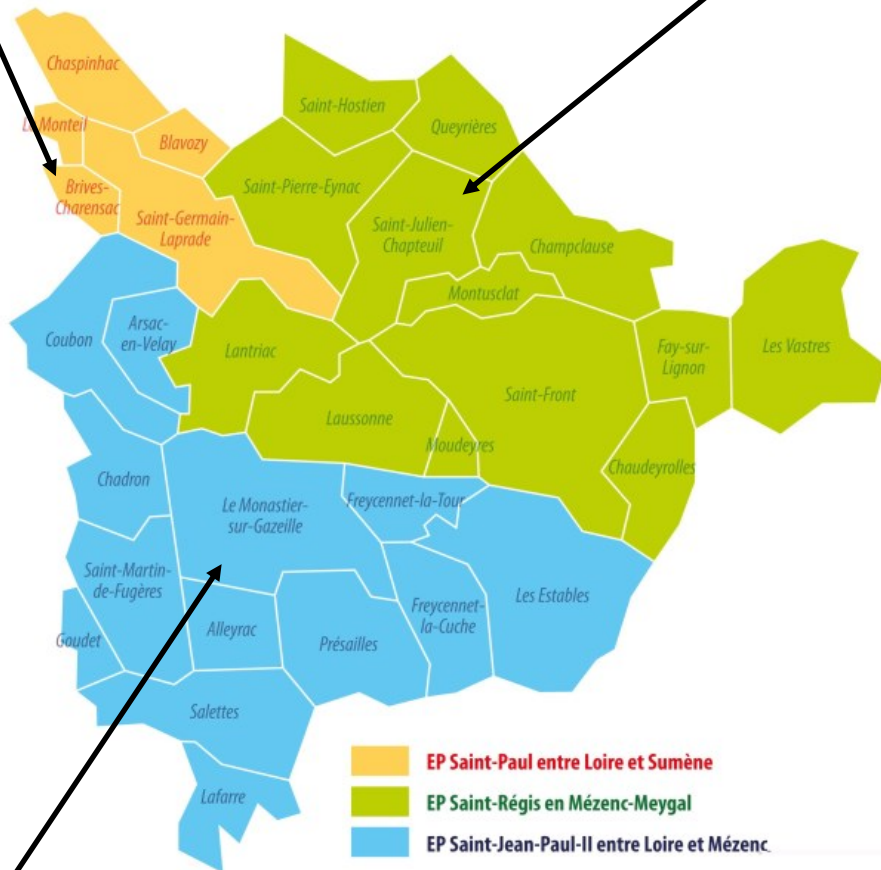 Chaspinhac
Le Monteil
Blavozy
Brives-
Charensac
Saint-Germain-
Laprade
Saint-Hostien
Queyrières
Saint-Pierre-Eynac
Saint-Julien-
Chapteuil
Champclause
Montusclat
Coubon
Arsac-
en-Velay
Lantriac
Laussonne
Moudeyres
Saint-Front
Fay-sur-
Lignon
Les Vastres
Chaudeyrolles
Chadron
Le Monastier-
sur-Gazeille
Freycennet-la-Tour
Saint-Martin-
de-Fugères
Goudet
Alleyrac
Présailles
Freycennet-
la-Cuche
Les Estables
Salettes
Lafarre
EP Saint-Paul entre Loire et Sumène
EP Saint-Régis en Mézenc-Meygal
EP Saint-Jean-Paul-II entre Loire et Mézenc